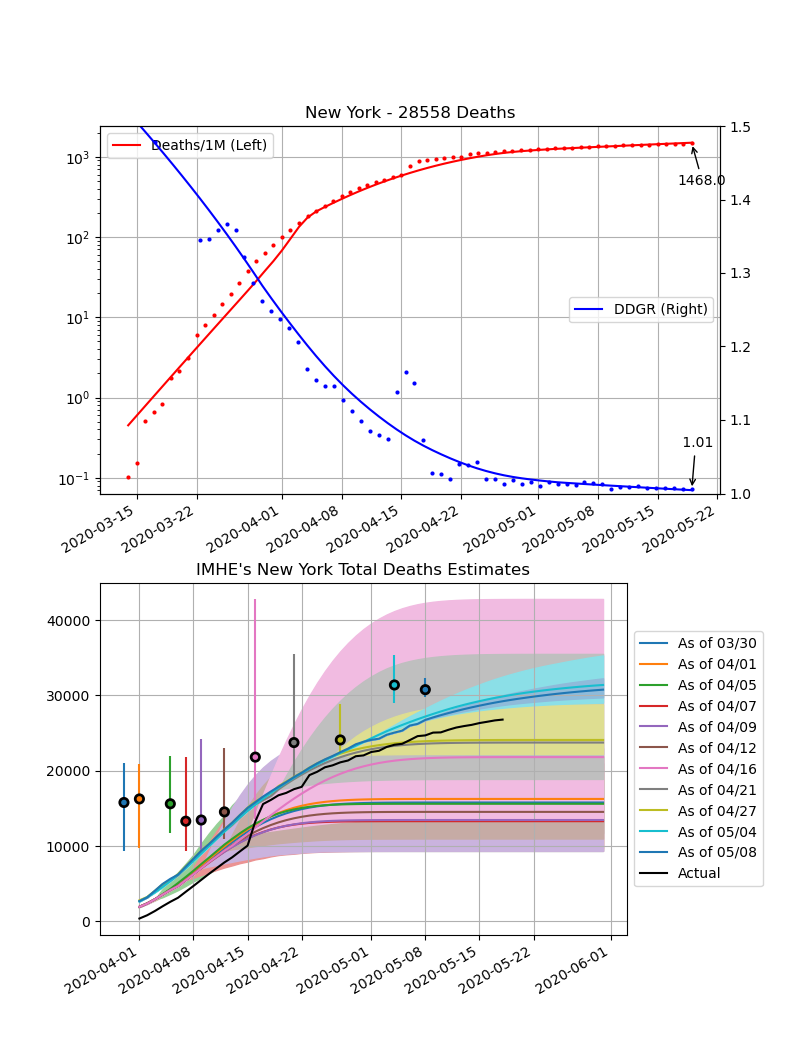 New York - 28558 Deaths
Deaths/1M (Left)
DDGR (Right)
1468.0
1.01
10³
10²
10¹
10⁰
10⁻¹
1.5
1.4
1.3
1.2
1.1
1.0
2020-03-15
2020-03-22
2020-04-01
2020-04-08
2020-04-15
2020-04-22
2020-05-01
2020-05-08
2020-05-15
2020-05-22
IMHE's New York Total Deaths Estimates
40000
30000
20000
10000
0
2020-04-01
2020-04-08
2020-04-15
2020-04-22
2020-05-01
2020-05-08
2020-05-15
2020-05-22
2020-06-01
As of 03/30
As of 04/01
As of 04/05
As of 04/07
As of 04/09
As of 04/12
As of 04/16
As of 04/21
As of 04/27
As of 05/04
As of 05/08
Actual